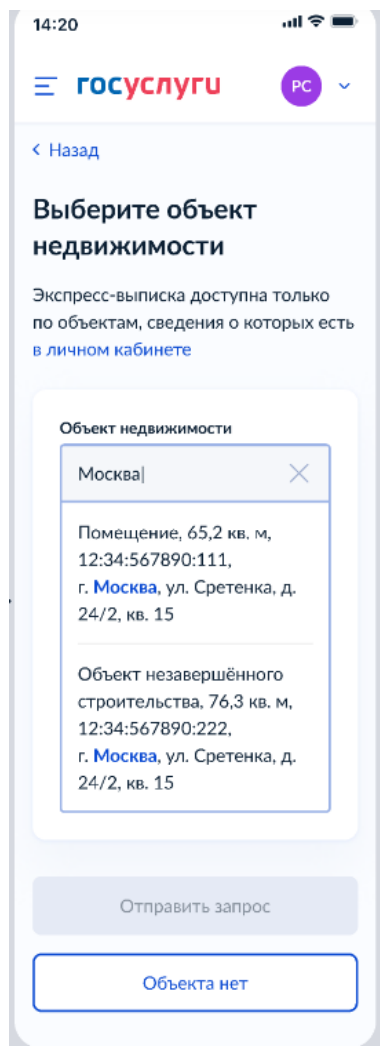 14:20
госуслуги
РС
Назад
Выберите объект
недвижимости
Экспресс-выписка доступна только
по объектам, сведения о которых есть
в личном кабинете
Объект недвижимости
Москва
Помещение, 65,2 кв. м,
12:34:567890:111,
г. Москва, ул. Сретенка, д.
24/2, кв. 15
Объект незавершённого
строительства, 76,3 кв. м,
12:34:567890:222,
г. Москва, ул. Сретенка, д.
24/2, кв. 15
Отправить запрос
Объекта нет